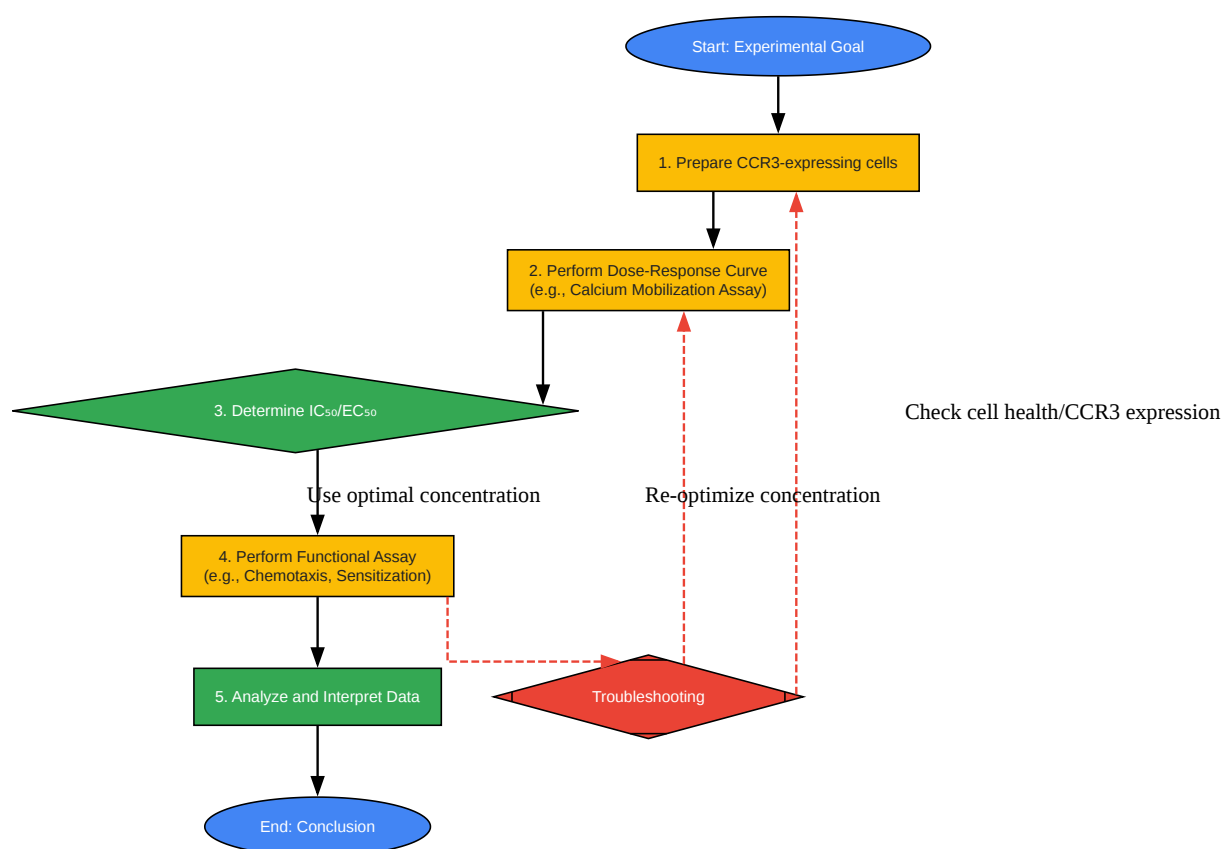 Start: Experimental Goal
1. Prepare CCR3-expressing cells
2. Perform Dose-Response Curve
(e.g., Calcium Mobilization Assay)
3. Determine IC₅₀/EC₅₀
Check cell health/CCR3 expression
Use optimal concentration
Re-optimize concentration
4. Perform Functional Assay
(e.g., Chemotaxis, Sensitization)
5. Analyze and Interpret Data
Troubleshooting
End: Conclusion